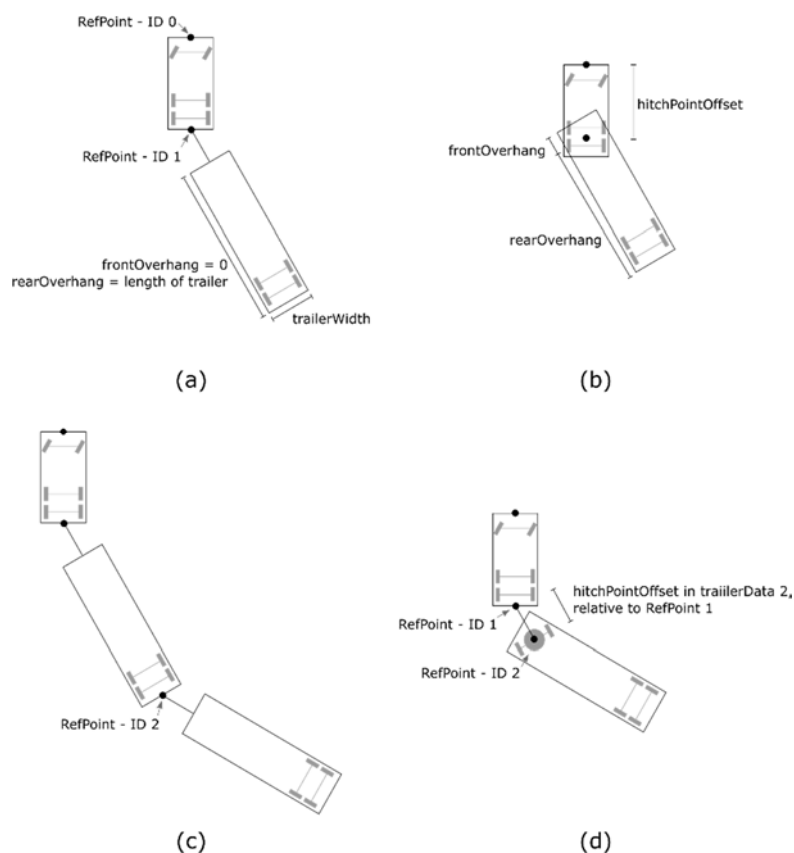 RefPoint - ID 0
RefPoint - ID 1
frontOverhang = 0
rearOverhang = length of trailer
trailerWidth
(a)
hitchPointOffset
frontOverhang
rearOverhang
(b)
RefPoint - ID 2
(c)
hitchPointOffset in traiilerData 2,
relative to RefPoint 1
RefPoint - ID 1
RefPoint - ID 2
(d)